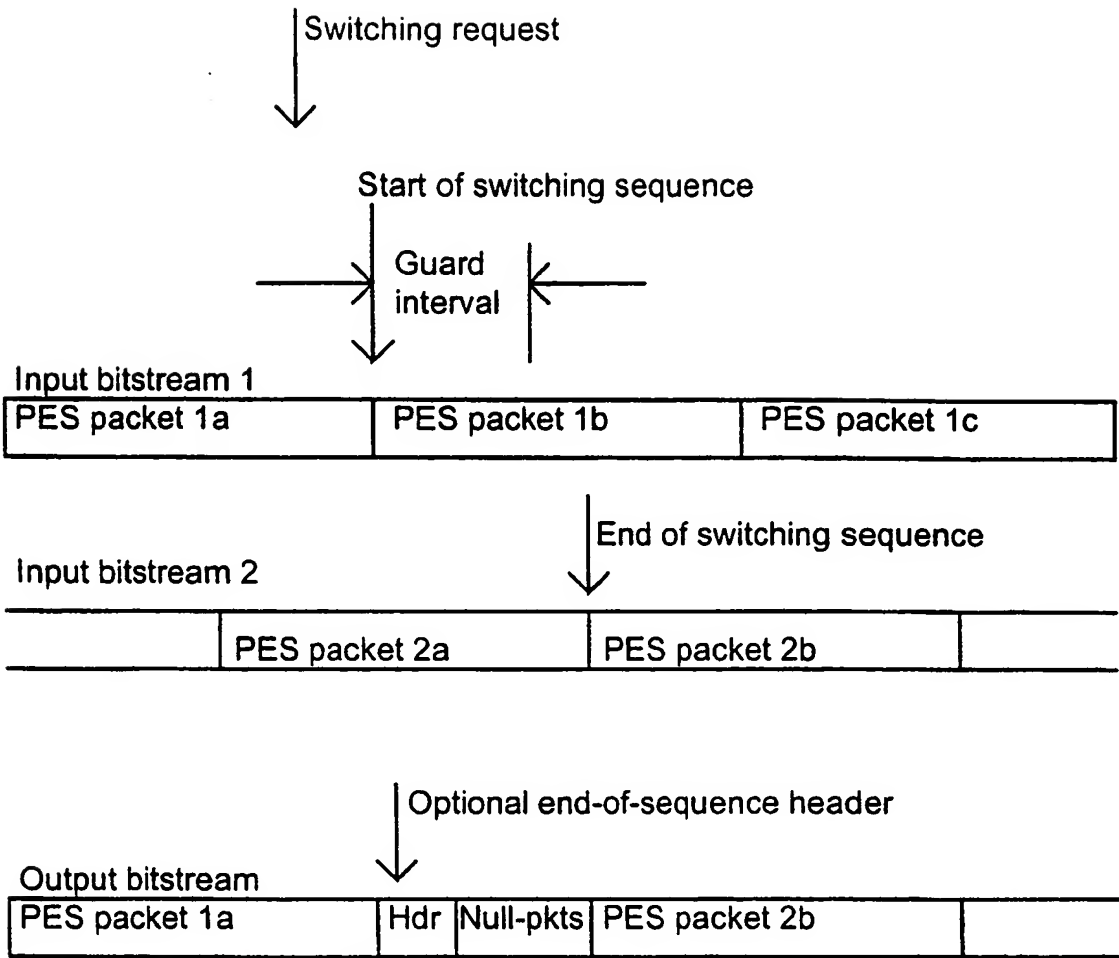 Switching request
Start of switching sequence
Guard
interval
Input bitstream 1
PES packet 1a
PES packet 1b
PES packet 1c
End of switching sequence
Input bitstream 2
PES packet 2a
PES packet 2b
Optional end-of-sequence header
Output bitstream
PES packet 1a
Hdr
Null-pkts
PES packet 2b